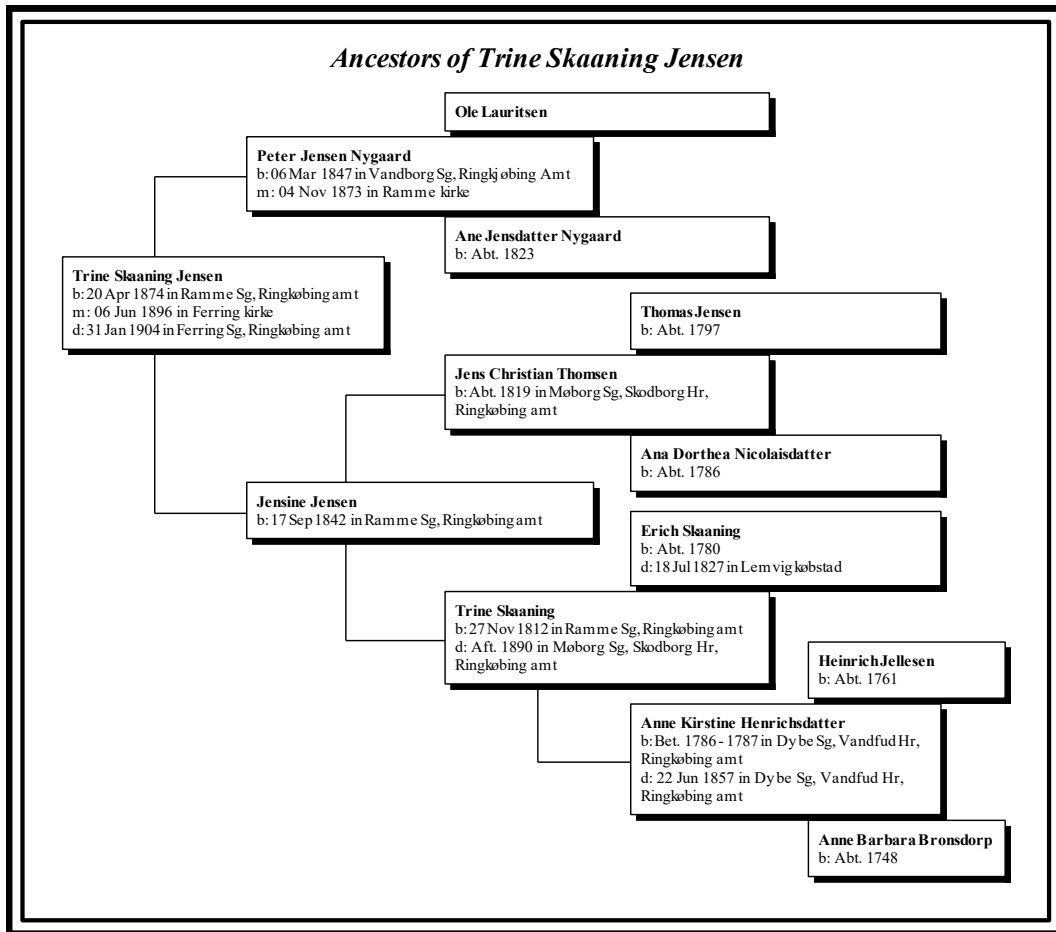 Ancestors of Trine Skaaning Jensen
Ole Lauritsen
Peter Jensen Nygaard
b: 06 Mar 1847 in Vandborg Sg, Ringkjøbing Amt
m: 04 Nov 1873 in Ramme kirke
Ane Jensdatter Nygaard
b: Abt. 1823
Trine Skaaning Jensen
b: 20 Apr 1874 in Ramme Sg, Ringkøbing amt
m: 06 Jun 1896 in Ferring kirke
d: 31 Jan 1904 in Ferring Sg, Ringkøbing amt
Thomas Jensen
b: Abt. 1797
Jens Christian Thomsen
b: Abt. 1819 in Møborg Sg, Skodborg Hr,
Ringkøbing amt
Ana Dorthea Nicolaisdatter
b: Abt. 1786
Jensine Jensen
b: 17 Sep 1842 in Ramme Sg, Ringkøbing amt
Erich Skaaning
b: Abt. 1780
d: 18 Jul 1827 in Lemvig købstad
Trine Skaaning
b: 27 Nov 1812 in Ramme Sg, Ringkøbing amt
d: Aft. 1890 in Møborg Sg, Skodborg Hr,
Ringkøbing amt
Heinrich Jellesen
b: Abt. 1761
Anne Kirstine Henrichsdatter
b: Bet. 1786 - 1787 in Dybe Sg, Vandfud Hr,
Ringkøbing amt
d: 22 Jun 1857 in Dybe Sg, Vandfud Hr,
Ringkøbing amt
Anne Barbara Bronsdorp
b: Abt. 1748